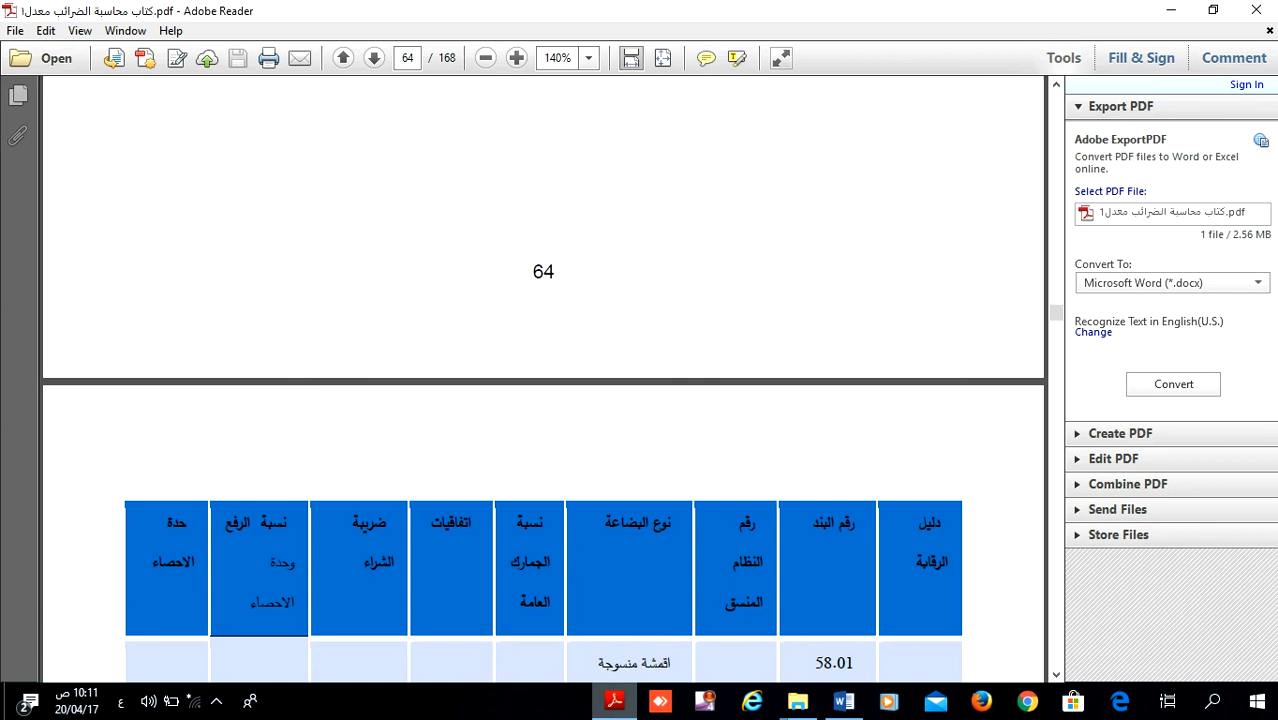 كتاب محاسبة الضرائب معدل1.pdf - Adobe Reader
File Edit View Window Help
Open 64 / 168 140% Tools Fill & Sign Comment
Sign In
Export PDF
Adobe ExportPDF
Convert PDF files to Word or Excel
online.
Select PDF File:
كتاب محاسبة الضرائب معدل1.pdf
1 file / 2.56 MB
Convert To:
Microsoft Word (*.docx)
Recognize Text in English(U.S.)
Change
Convert
Create PDF
Edit PDF
Combine PDF
Send Files
Store Files
64
دليل رقم البند رقم نوع البضاعة نسبة اتفاقيات ضريبة نسبة الرفع حدة
الرقابة النظام الجمارك الشراء وحدة الاحصاء
المنسق العامة الاحصاء
58.01 اقمشة منسوجة
10:11 ص
20/04/17
ع
2